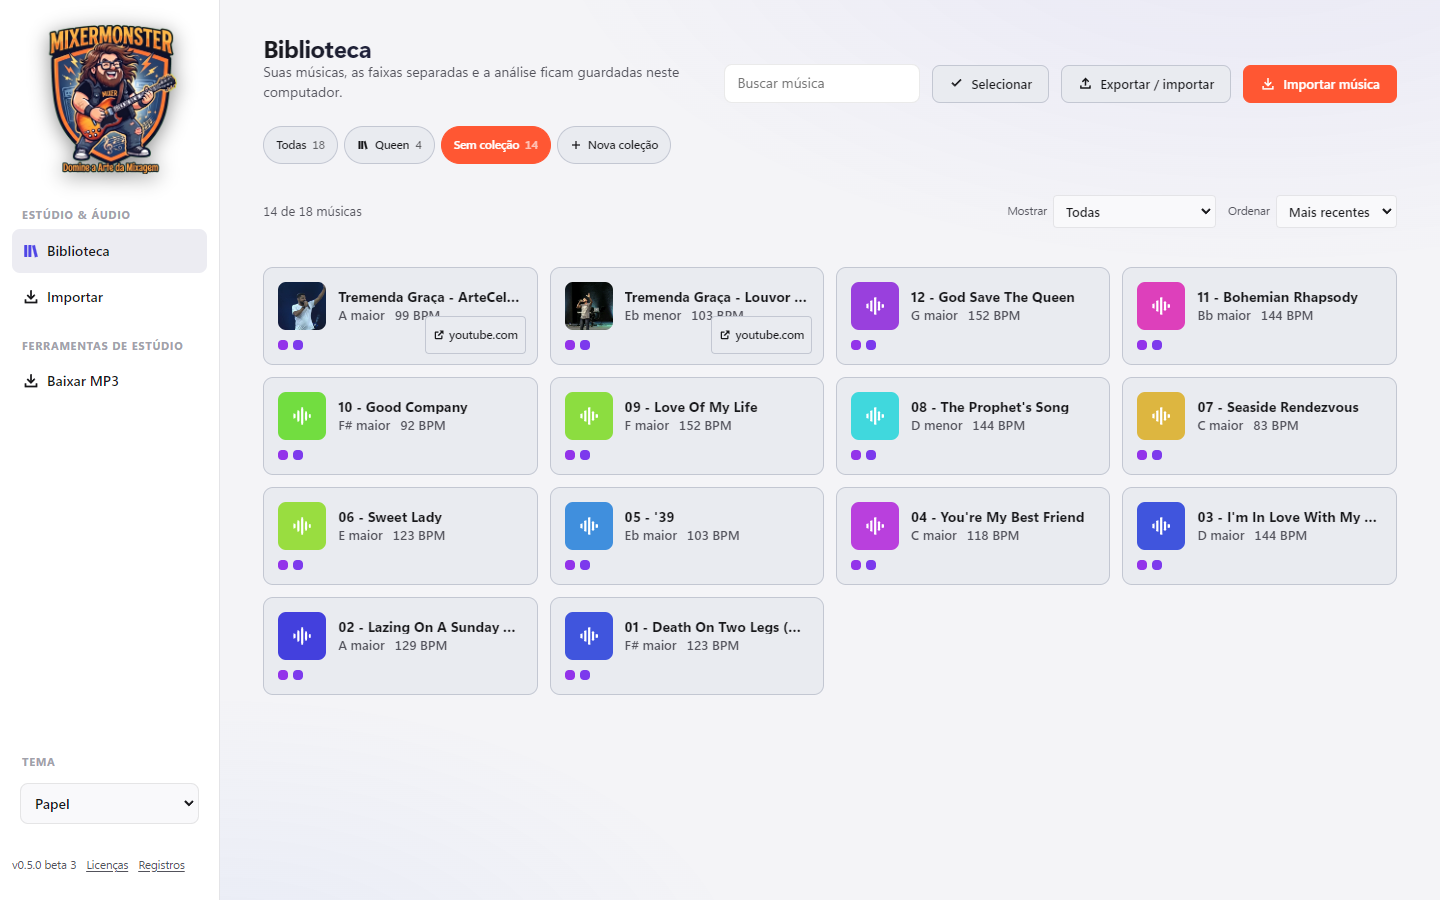 MIXERMONSTER
MIXER
Domine a Arte da Mixagem
ESTÚDIO & ÁUDIO
Biblioteca
Importar
FERRAMENTAS DE ESTÚDIO
Baixar MP3
TEMA
Papel
v0.5.0 beta 3 Licenças Registros
Biblioteca
Suas músicas, as faixas separadas e a análise ficam guardadas neste
computador.
Buscar música
Selecionar
Exportar / importar
Importar música
Todas 18
Queen 4
Sem coleção 14
Nova coleção
14 de 18 músicas
Mostrar Todas
Ordenar Mais recentes
Tremenda Graça - ArteCel...
A maior 99 BPM
youtube.com
Tremenda Graça - Louvor ...
Eb menor 103 BPM
youtube.com
12 - God Save The Queen
G maior 152 BPM
11 - Bohemian Rhapsody
Bb maior 144 BPM
10 - Good Company
F# maior 92 BPM
09 - Love Of My Life
F maior 152 BPM
08 - The Prophet's Song
D menor 144 BPM
07 - Seaside Rendezvous
C maior 83 BPM
06 - Sweet Lady
E maior 123 BPM
05 - '39
Eb maior 103 BPM
04 - You're My Best Friend
C maior 118 BPM
03 - I'm In Love With My ...
D maior 144 BPM
02 - Lazing On A Sunday ...
A maior 129 BPM
01 - Death On Two Legs (...
F# maior 123 BPM